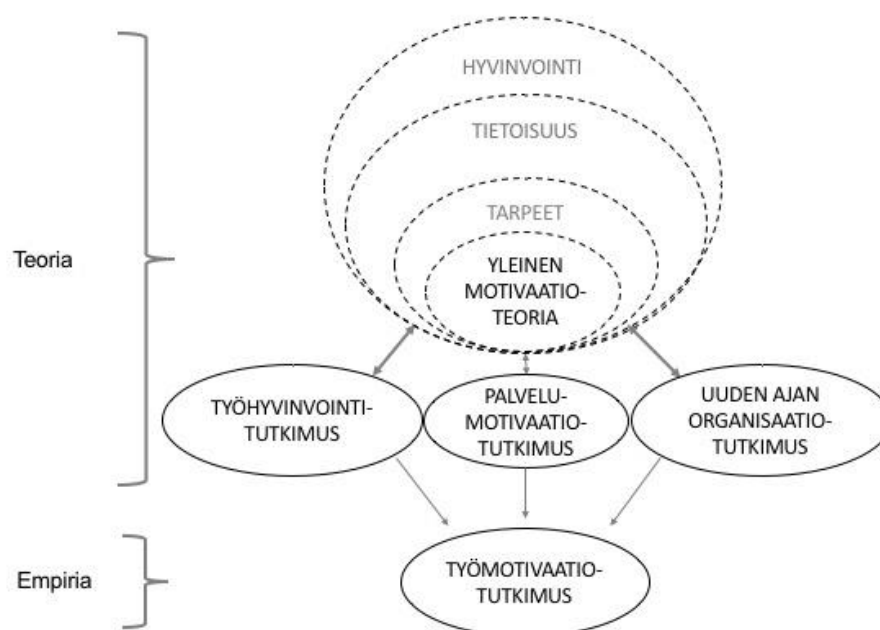 HYVINVOINTI
TIETOISUUS
TARPEET
YLEINEN
MOTIVAATIO-
TEORIA
Teoria
TYÖHYVINVOINTI-
TUTKIMUS
PALVELU-
MOTIVAATIO-
TUTKIMUS
UUDEN AJAN
ORGANISAATIO-
TUTKIMUS
Empiria
TYÖMOTIVAATIO-
TUTKIMUS